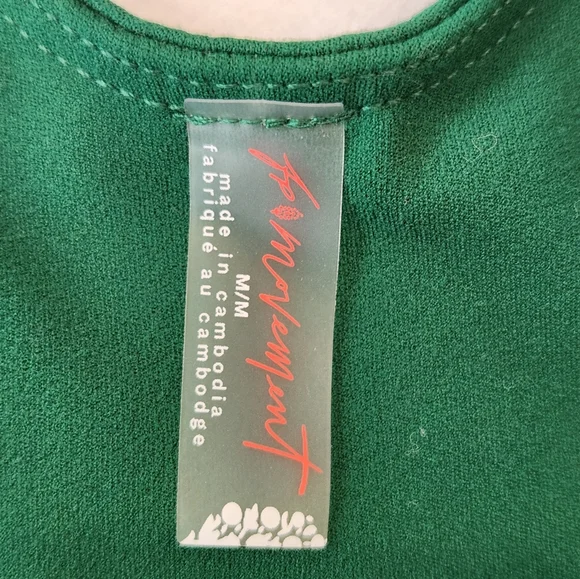 fp movement
M/M
made in cambodia
fabriqué au cambodge